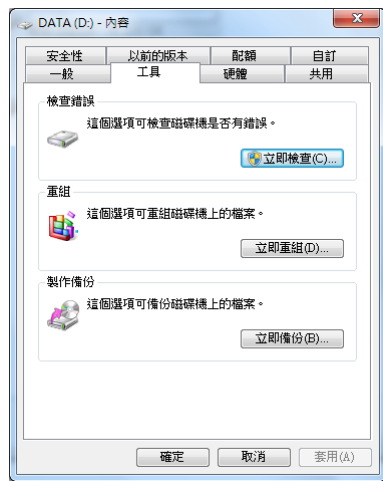 DATA (D:) - 內容
安全性 以前的版本 配額 自訂
一般 工具 硬體 共用
檢查錯誤
這個選項可檢查磁碟機是否有錯誤。
立即檢查(C)...
重組
這個選項可重組磁碟機上的檔案。
立即重組(D)...
製作備份
這個選項可備份磁碟機上的檔案。
立即備份(B)...
確定 取消 套用(A)